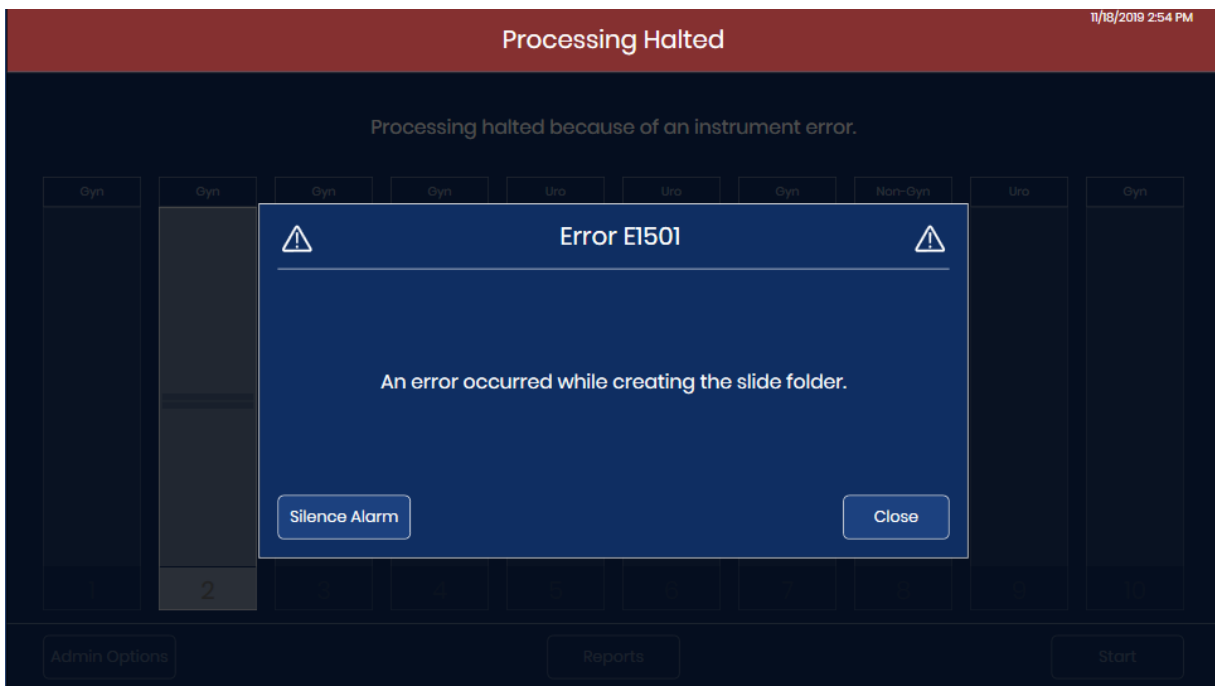 11/18/2019 2:54 PM
Processing Halted
Processing halted because of an instrument error.
Gyn Gyn Gyn Gyn Uro Uro Gyn Non-Gyn Uro Gyn
Error E1501
An error occurred while creating the slide folder.
Silence Alarm Close
1 2 3 4 5 6 7 8 9 10
Admin Options Reports Start